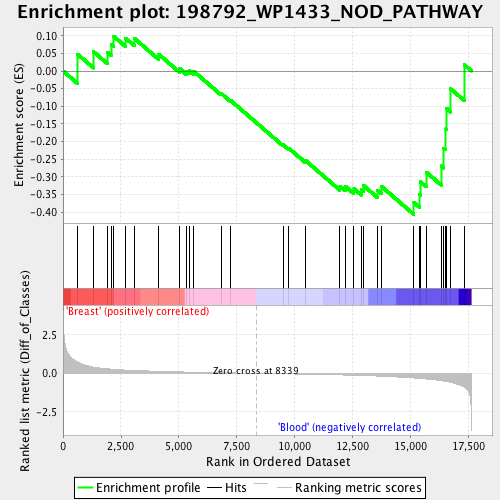 Enrichment plot: 198792_WP1433_NOD_PATHWAY
Enrichment score (ES)
0.10
0.05
0.00
-0.05
-0.10
-0.15
-0.20
-0.25
-0.30
-0.35
-0.40
'Breast' (positively correlated)
Ranked list metric (Diff_of_Classes)
2.5
0.0
-2.5
Zero cross at 8339
'Blood' (negatively correlated)
0
2,500
5,000
7,500
10,000
12,500
15,000
17,500
Rank in Ordered Dataset
Enrichment profile
Hits
Ranking metric scores